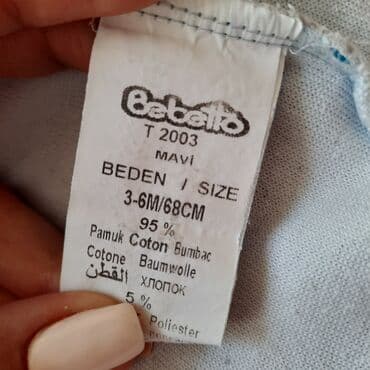 Bebetto
T 2003
MAVİ
BEDEN / SIZE
3-6M/68CM
95 %
Pamuk Coton Bumbac
Cotone Baumwolle
القطن ХЛОПОК
5 %
Poliester